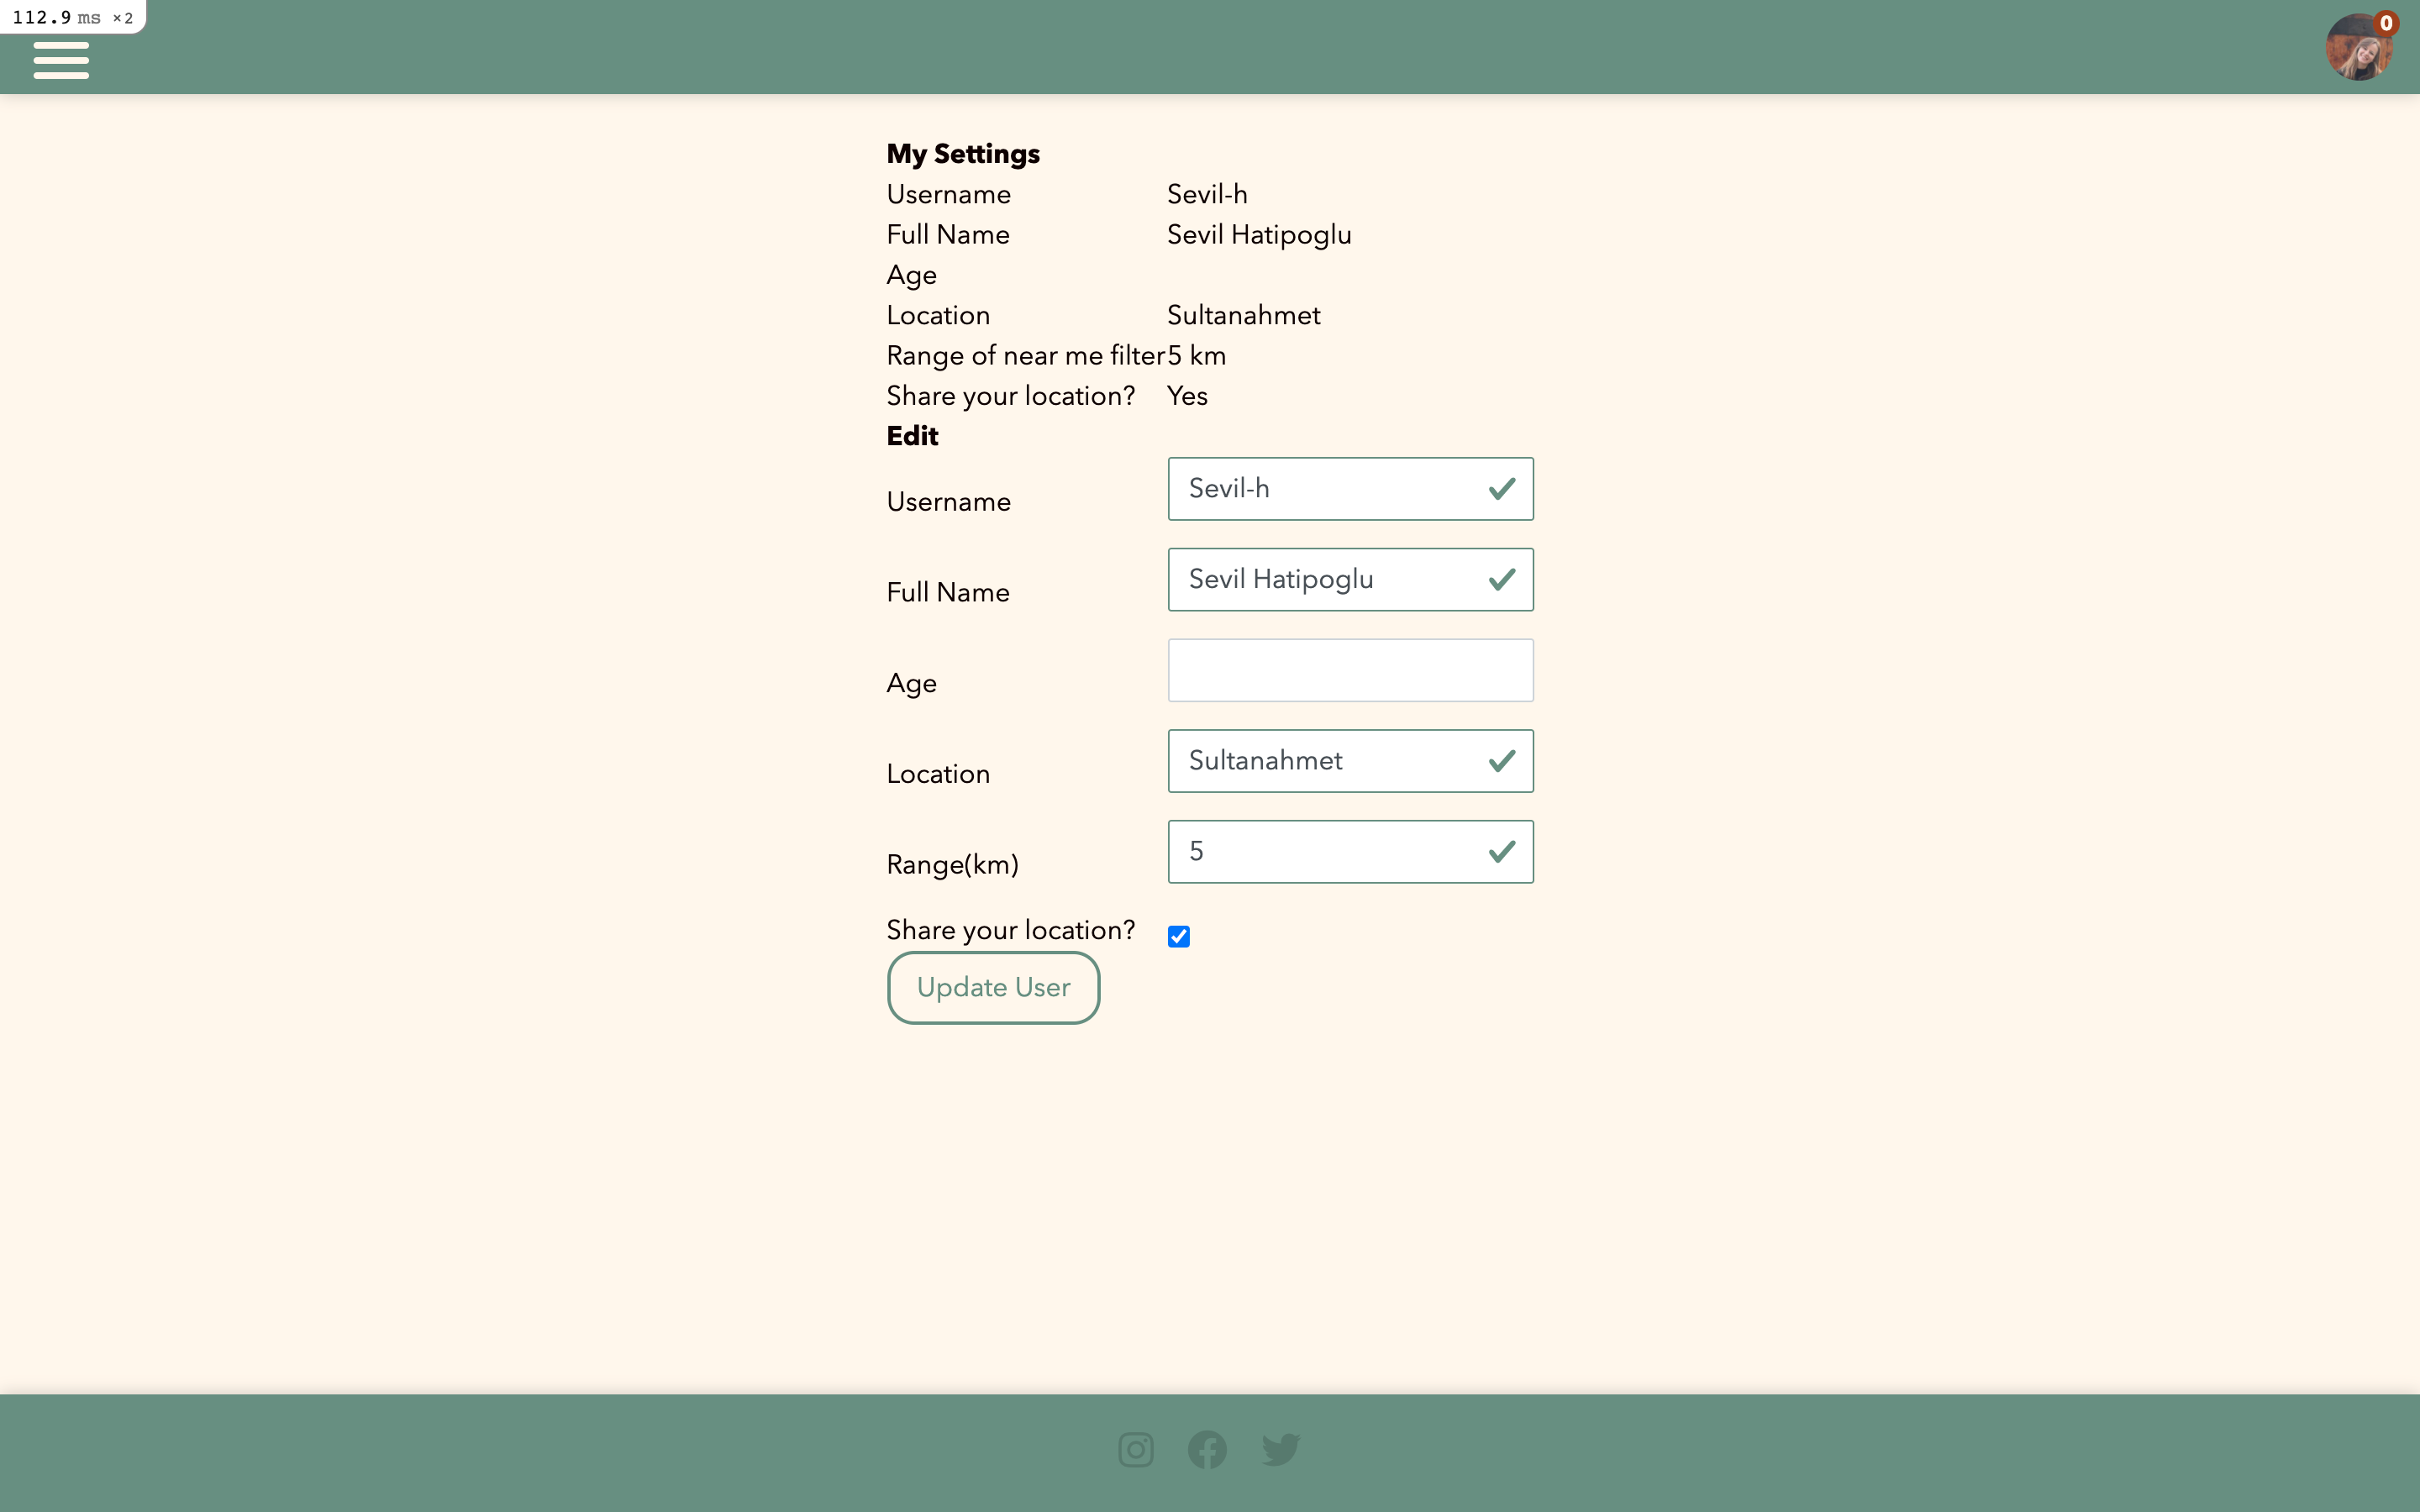 112.9 ms ×2
0
My Settings
Username Sevil-h
Full Name Sevil Hatipoglu
Age
Location Sultanahmet
Range of near me filter 5 km
Share your location? Yes
Edit
Username Sevil-h
Full Name Sevil Hatipoglu
Age
Location Sultanahmet
Range(km) 5
Share your location?
Update User